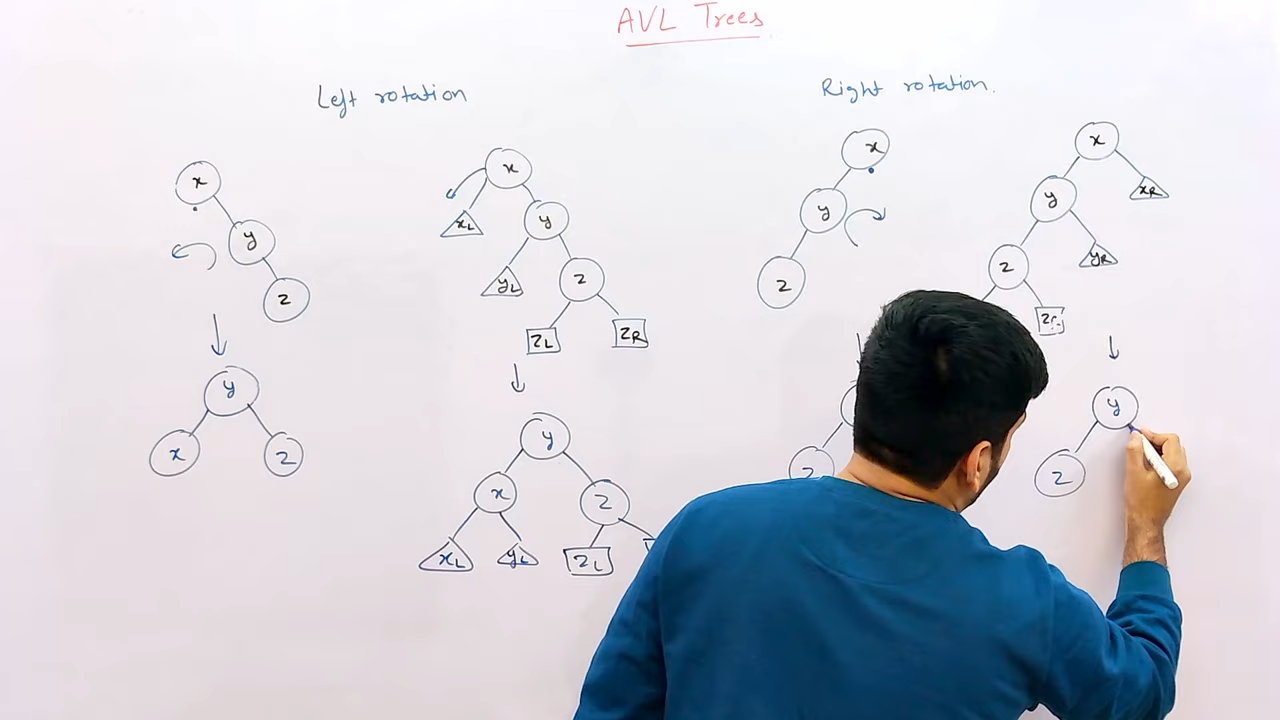 AVL Trees
Left rotation
Right rotation.
x
y
z
y
x
z
x
xL
y
yL
z
zL
zR
y
x
z
xL
yL
zL
x
y
z
z
x
xR
y
yR
z
y
z